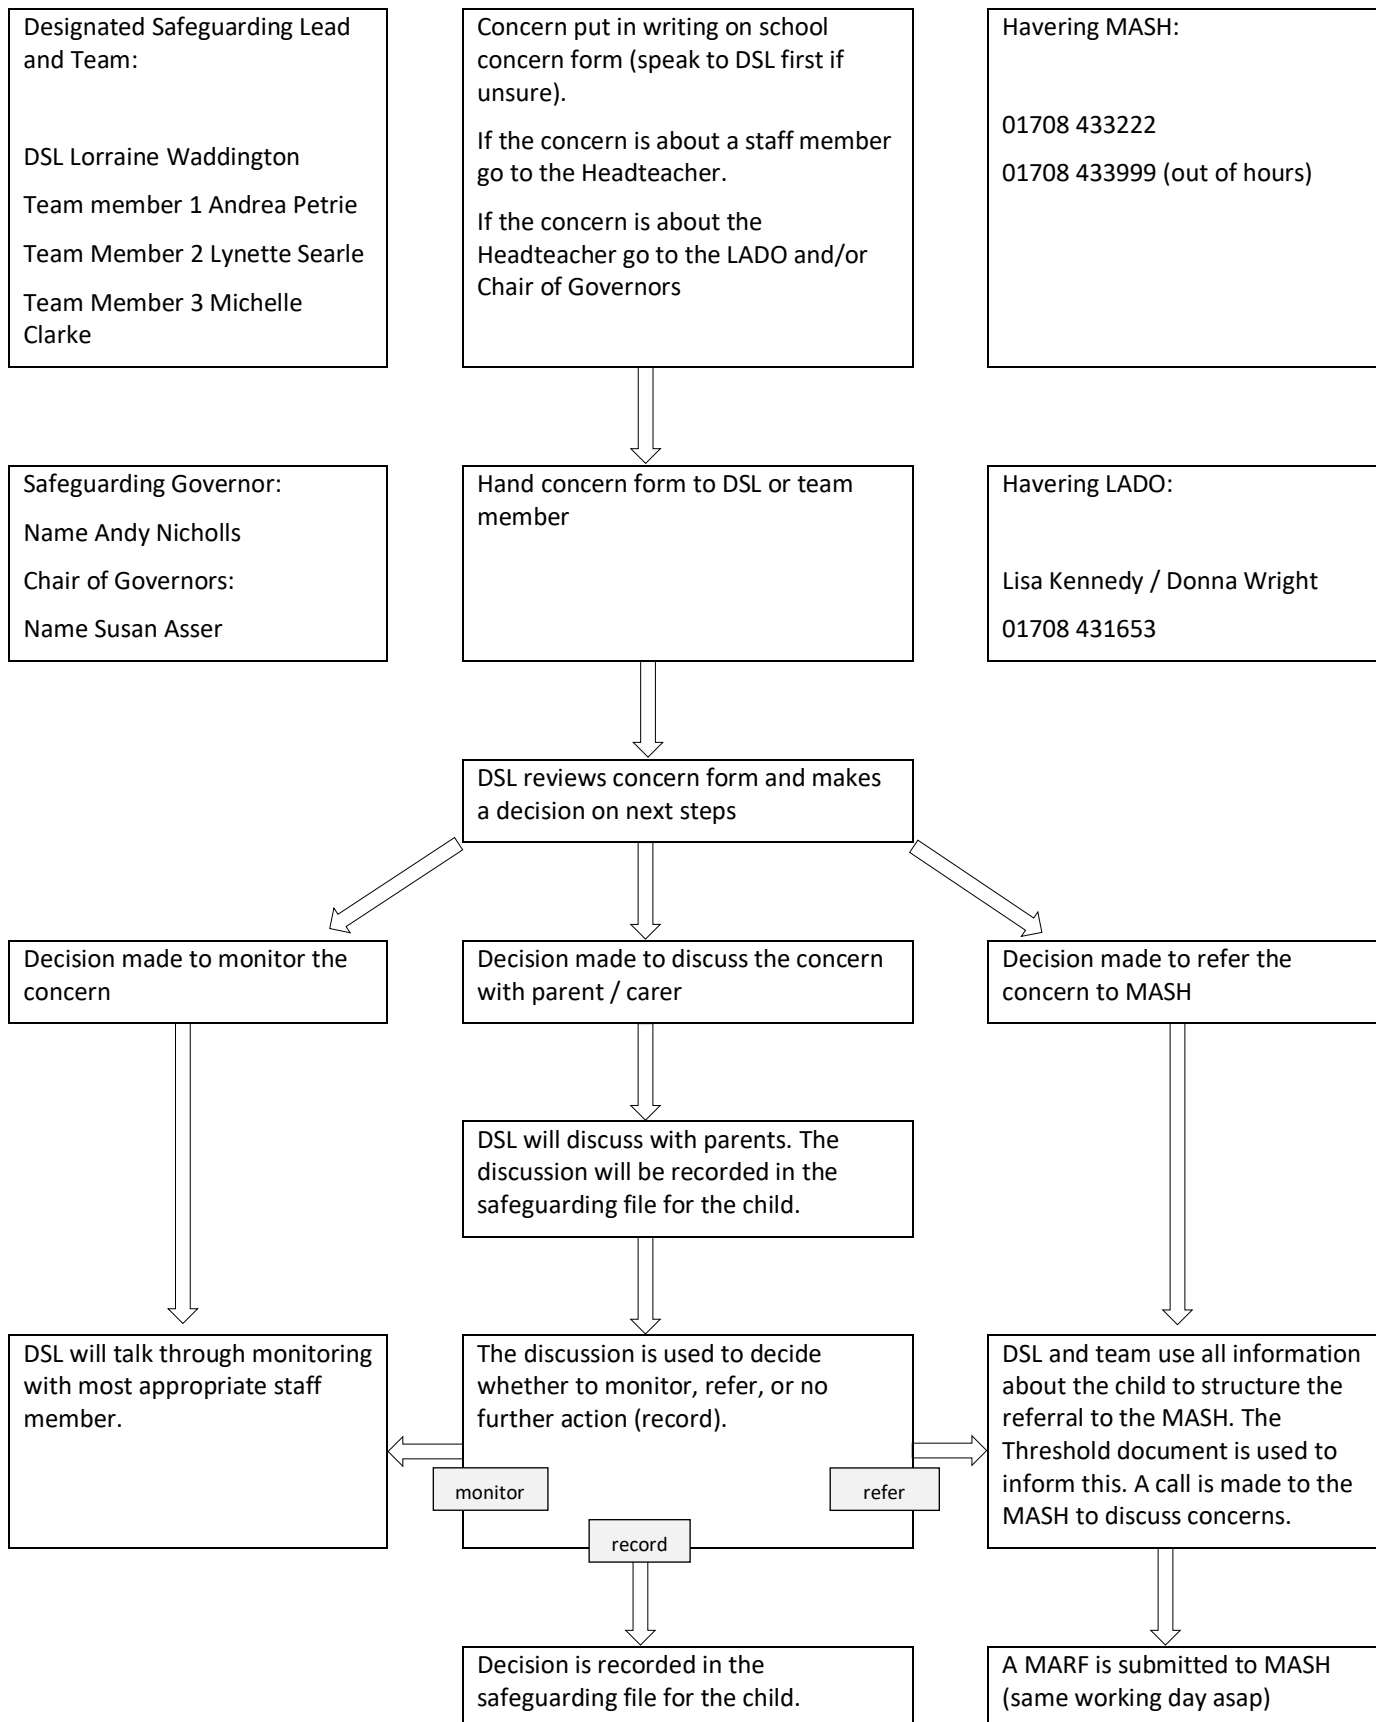 Designated Safeguarding Lead
and Team:
DSL Lorraine Waddington
Team member 1 Andrea Petrie
Team Member 2 Lynette Searle
Team Member 3 Michelle
Clarke
Concern put in writing on school
concern form (speak to DSL first if
unsure).
If the concern is about a staff member
go to the Headteacher.
If the concern is about the
Headteacher go to the LADO and/or
Chair of Governors
Havering MASH:
01708 433222
01708 433999 (out of hours)
Safeguarding Governor:
Name Andy Nicholls
Chair of Governors:
Name Susan Asser
Hand concern form to DSL or team
member
Havering LADO:
Lisa Kennedy / Donna Wright
01708 431653
DSL reviews concern form and makes
a decision on next steps
Decision made to monitor the
concern
Decision made to discuss the concern
with parent / carer
Decision made to refer the
concern to MASH
DSL will discuss with parents. The
discussion will be recorded in the
safeguarding file for the child.
DSL will talk through monitoring
with most appropriate staff
member.
The discussion is used to decide
whether to monitor, refer, or no
further action (record).
monitor
refer
record
DSL and team use all information
about the child to structure the
referral to the MASH. The
Threshold document is used to
inform this. A call is made to the
MASH to discuss concerns.
Decision is recorded in the
safeguarding file for the child.
A MARF is submitted to MASH
(same working day asap)